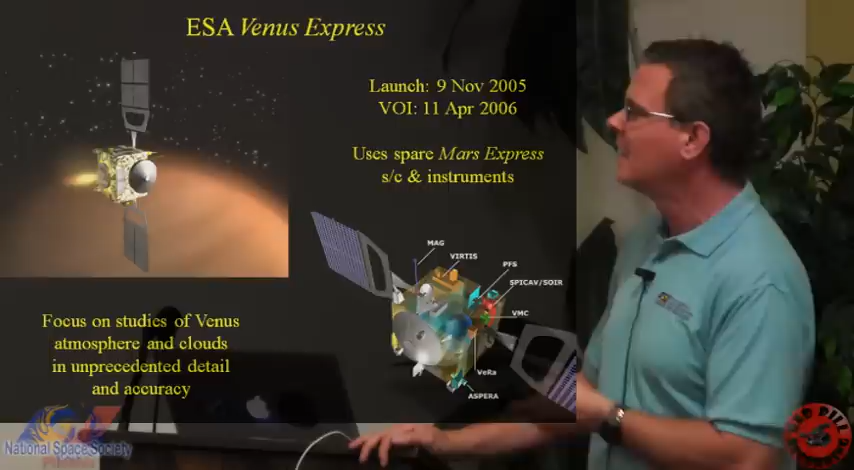 ESA Venus Express
Launch: 9 Nov 2005
VOI: 11 Apr 2006
Uses spare Mars Express
s/c & instruments
MAG
VIRTIS
PFS
SPICAV/SOIR
VMC
VeRa
ASPERA
Focus on studies of Venus
atmosphere and clouds
in unprecedented detail
and accuracy
National Space Society